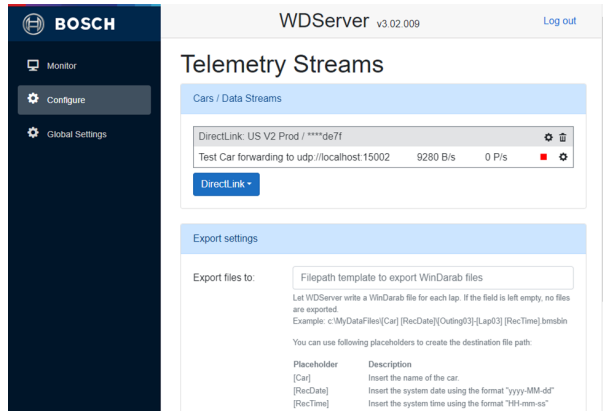 BOSCH
WDServer v3.02.009
Log out
Monitor
Configure
Global Settings
Telemetry Streams
Cars / Data Streams
DirectLink: US V2 Prod / ****de7f
Test Car forwarding to udp://localhost:15002 9280 B/s 0 P/s
DirectLink
Export settings
Export files to:
Filepath template to export WinDarab files
Let WDServer write a WinDarab file for each lap. If the field is left empty, no files
are exported.
Example: c:\MyDataFiles\[Car] [RecDate]\[Outing03]-[Lap03] [RecTime].bmsbin
You can use following placeholders to create the destination file path:
Placeholder Description
[Car] Insert the name of the car.
[RecDate] Insert the system date using the format "yyyy-MM-dd"
[RecTime] Insert the system time using the format "HH-mm-ss"